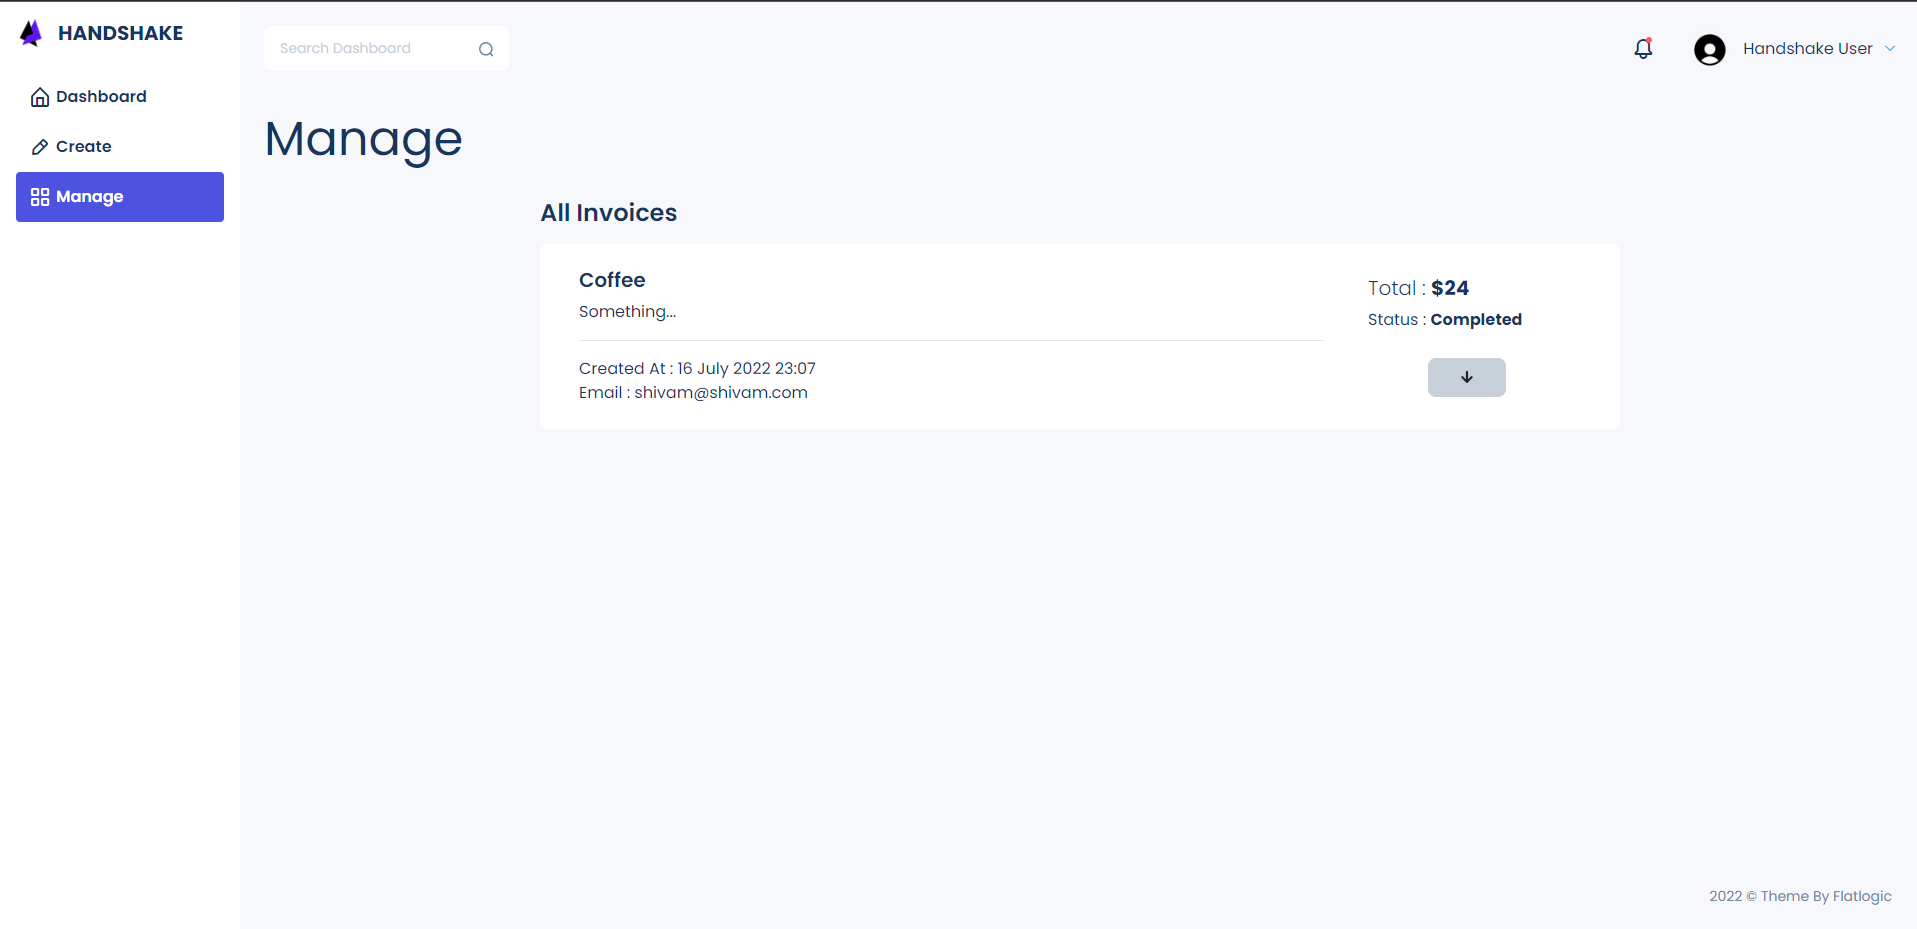 HANDSHAKE
Dashboard
Create
Manage
Search Dashboard
Handshake User
Manage
All Invoices
Coffee
Something...
Total : $24
Status : Completed
Created At : 16 July 2022 23:07
Email : shivam@shivam.com
2022 © Theme By Flatlogic